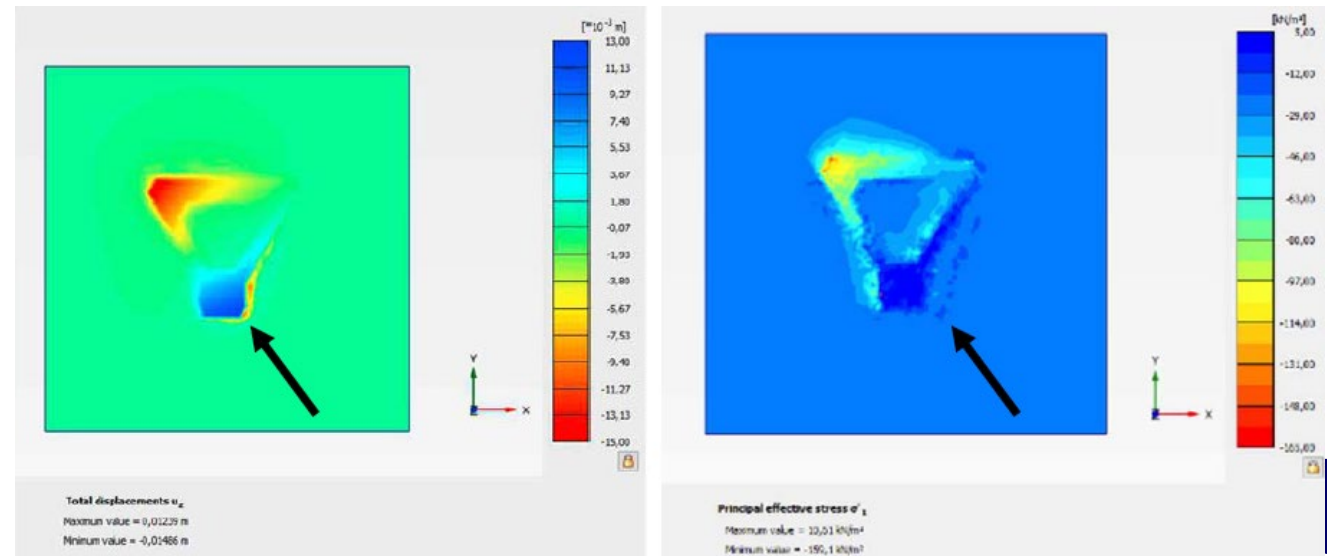 [*10⁻³ m]
13,00
11,13
9,27
7,40
5,53
3,67
1,80
-0,07
-1,93
-3,80
-5,67
-7,53
-9,40
-11,27
-13,13
-15,00
Y
X
Total displacements u_z
Maximum value = 0,01239 m
Minimum value = -0,01486 m
[kN/m²]
5,00
-12,00
-29,00
-46,00
-63,00
-80,00
-97,00
-114,00
-131,00
-148,00
-165,00
Y
X
Principal effective stress σ'₁
Maximum value = 13,51 kN/m²
Minimum value = -159,1 kN/m²